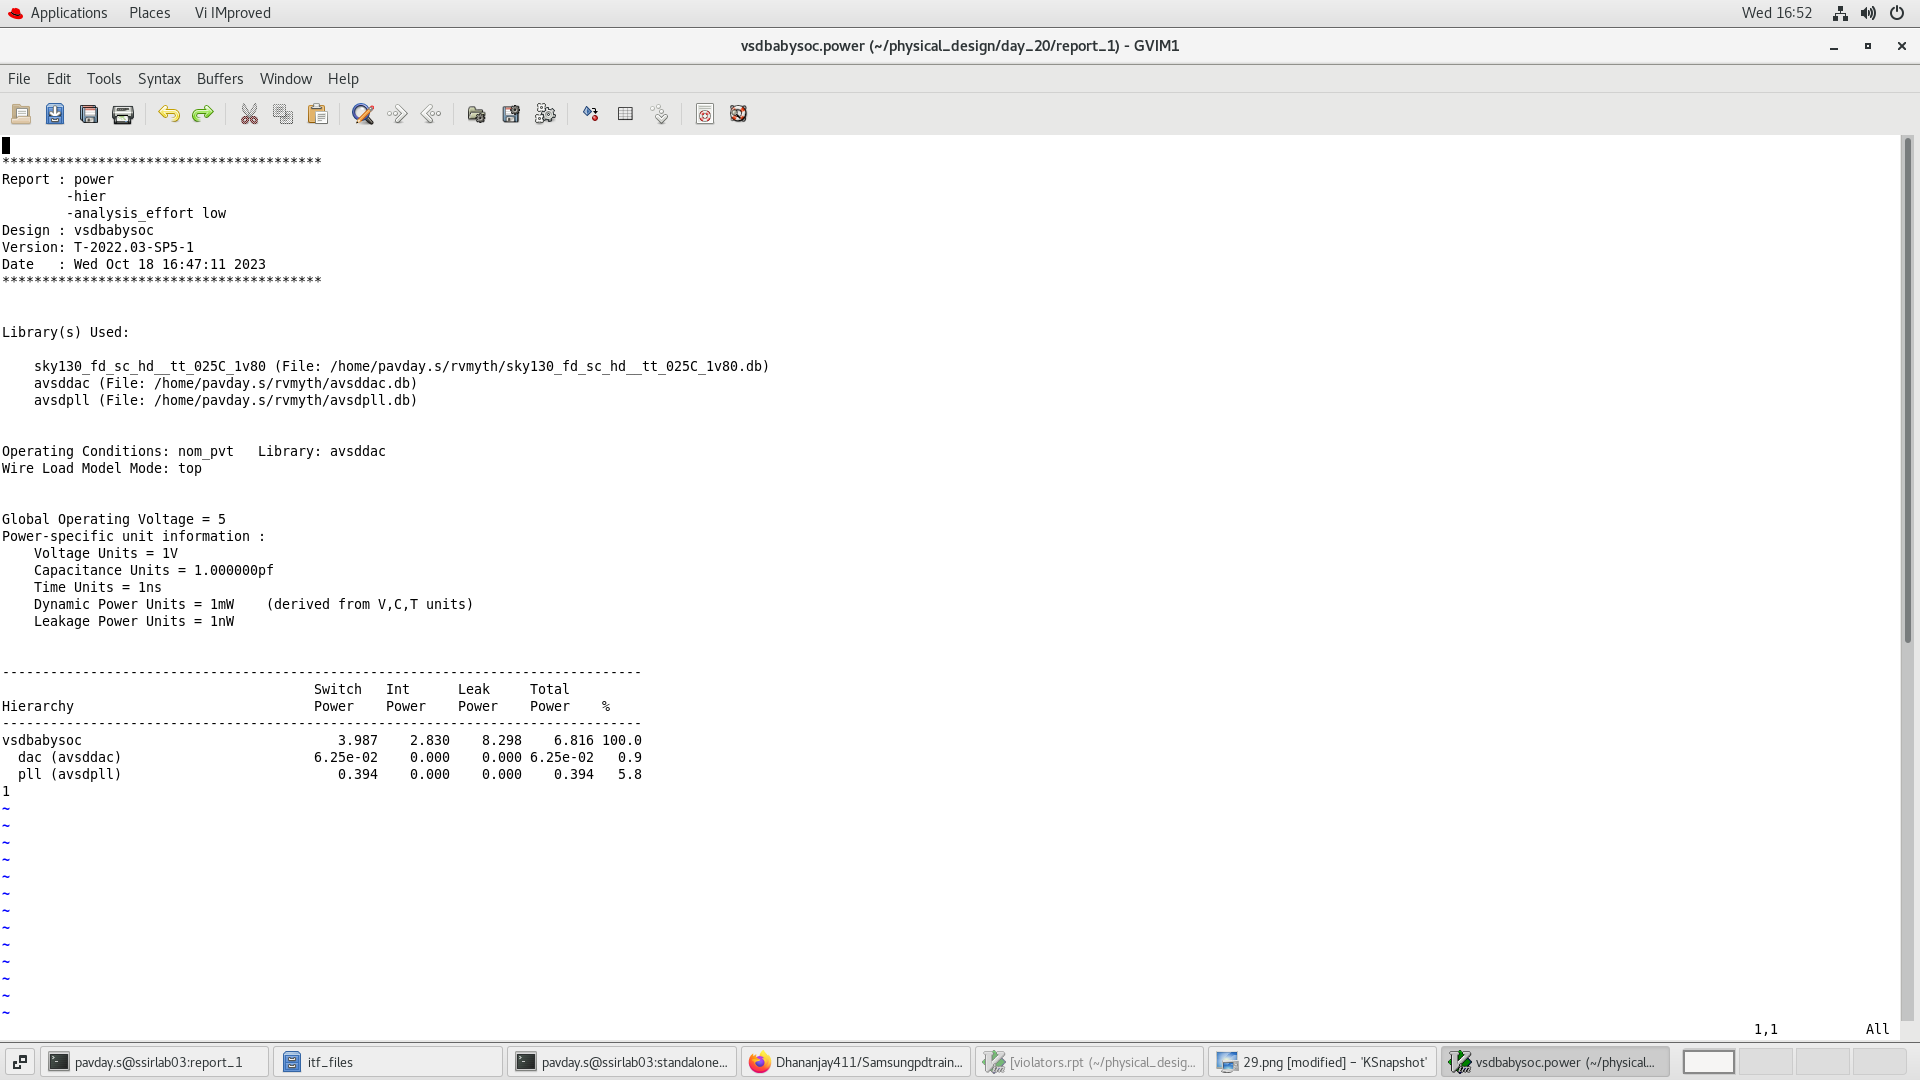 Applications Places Vi IMproved Wed 16:52
vsdbabysoc.power (~/physical_design/day_20/report_1) - GVIM1
File Edit Tools Syntax Buffers Window Help
****************************************
Report : power
        -hier
        -analysis_effort low
Design : vsdbabysoc
Version: T-2022.03-SP5-1
Date   : Wed Oct 18 16:47:11 2023
****************************************
Library(s) Used:
    sky130_fd_sc_hd__tt_025C_1v80 (File: /home/pavday.s/rvmyth/sky130_fd_sc_hd__tt_025C_1v80.db)
    avsddac (File: /home/pavday.s/rvmyth/avsddac.db)
    avsdpll (File: /home/pavday.s/rvmyth/avsdpll.db)
Operating Conditions: nom_pvt   Library: avsddac
Wire Load Model Mode: top
Global Operating Voltage = 5
Power-specific unit information :
    Voltage Units = 1V
    Capacitance Units = 1.000000pf
    Time Units = 1ns
    Dynamic Power Units = 1mW    (derived from V,C,T units)
    Leakage Power Units = 1nW
--------------------------------------------------------------------------------
                                       Switch   Int      Leak     Total
Hierarchy                              Power    Power    Power    Power    %
--------------------------------------------------------------------------------
vsdbabysoc                                3.987    2.830    8.298    6.816 100.0
  dac (avsddac)                        6.25e-02    0.000    0.000 6.25e-02   0.9
  pll (avsdpll)                           0.394    0.000    0.000    0.394   5.8
1
~
~
~
~
~
~
~
~
~
~
~
~
~
1,1 All
pavday.s@ssirlab03:report_1 itf_files pavday.s@ssirlab03:standalone... Dhananjay411/Samsungpdtrain... [violators.rpt (~/physical_desig... 29.png [modified] – 'KSnapshot' vsdbabysoc.power (~/physical...